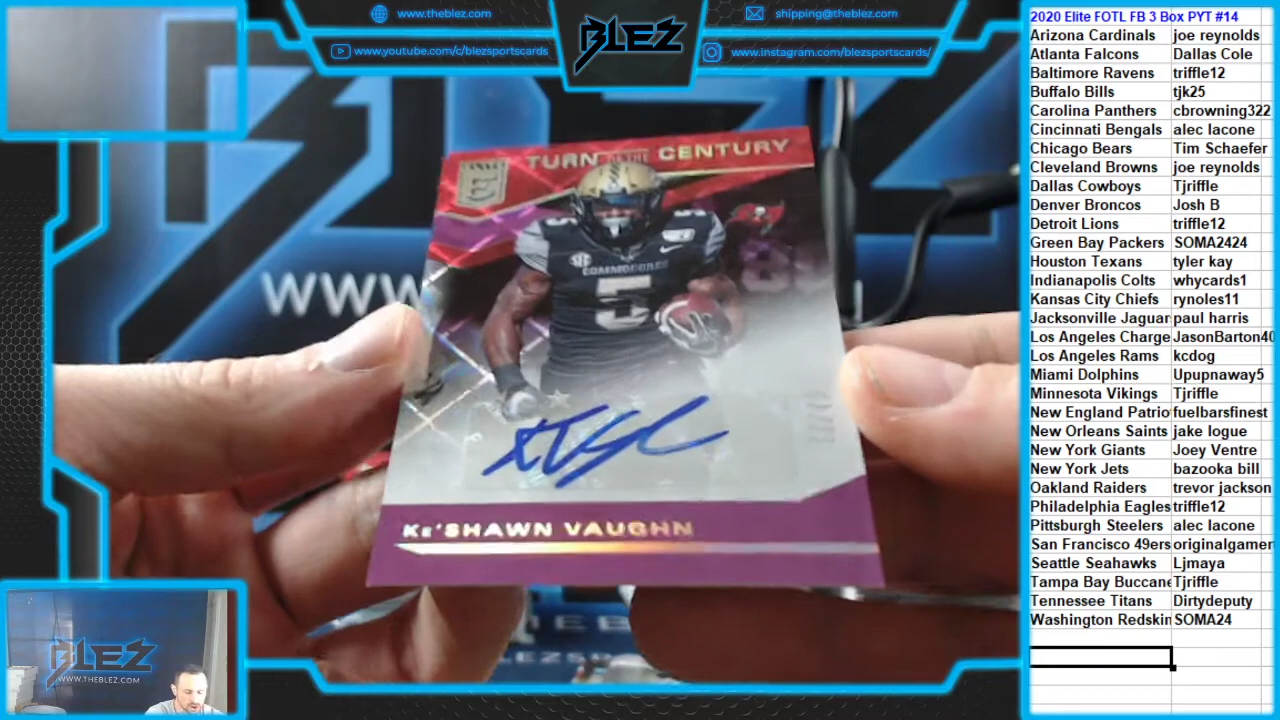 www.theblez.com
shipping@theblez.com
www.youtube.com/c/blezsportscards
www.instagram.com/blezsportscards/
BLEZ
2020 Elite FOTL FB 3 Box PYT #14
Arizona Cardinals joe reynolds
Atlanta Falcons Dallas Cole
Baltimore Ravens triffle12
Buffalo Bills tjk25
Carolina Panthers cbrowning322
Cincinnati Bengals alec Iacone
Chicago Bears Tim Schaefer
Cleveland Browns joe reynolds
Dallas Cowboys Tjriffle
Denver Broncos Josh B
Detroit Lions triffle12
Green Bay Packers SOMA2424
Houston Texans tyler kay
Indianapolis Colts whycards1
Kansas City Chiefs rynoles11
Jacksonville Jaguar paul harris
Los Angeles Charge JasonBarton40
Los Angeles Rams kcdog
Miami Dolphins Upupnaway5
Minnesota Vikings Tjriffle
New England Patrio fuelbarsfinest
New Orleans Saints jake logue
New York Giants Joey Ventre
New York Jets bazooka bill
Oakland Raiders trevor jackson
Philadelphia Eagles triffle12
Pittsburgh Steelers alec Iacone
San Francisco 49ers originalgamer
Seattle Seahawks Ljmaya
Tampa Bay Buccane Tjriffle
Tennessee Titans Dirtydeputy
Washington Redskin SOMA24
WWW
TURN OF THE CENTURY
SEC
COMMODORES
5
KE'SHAWN VAUGHN
BLEZ
WWW.THEBLEZ.COM